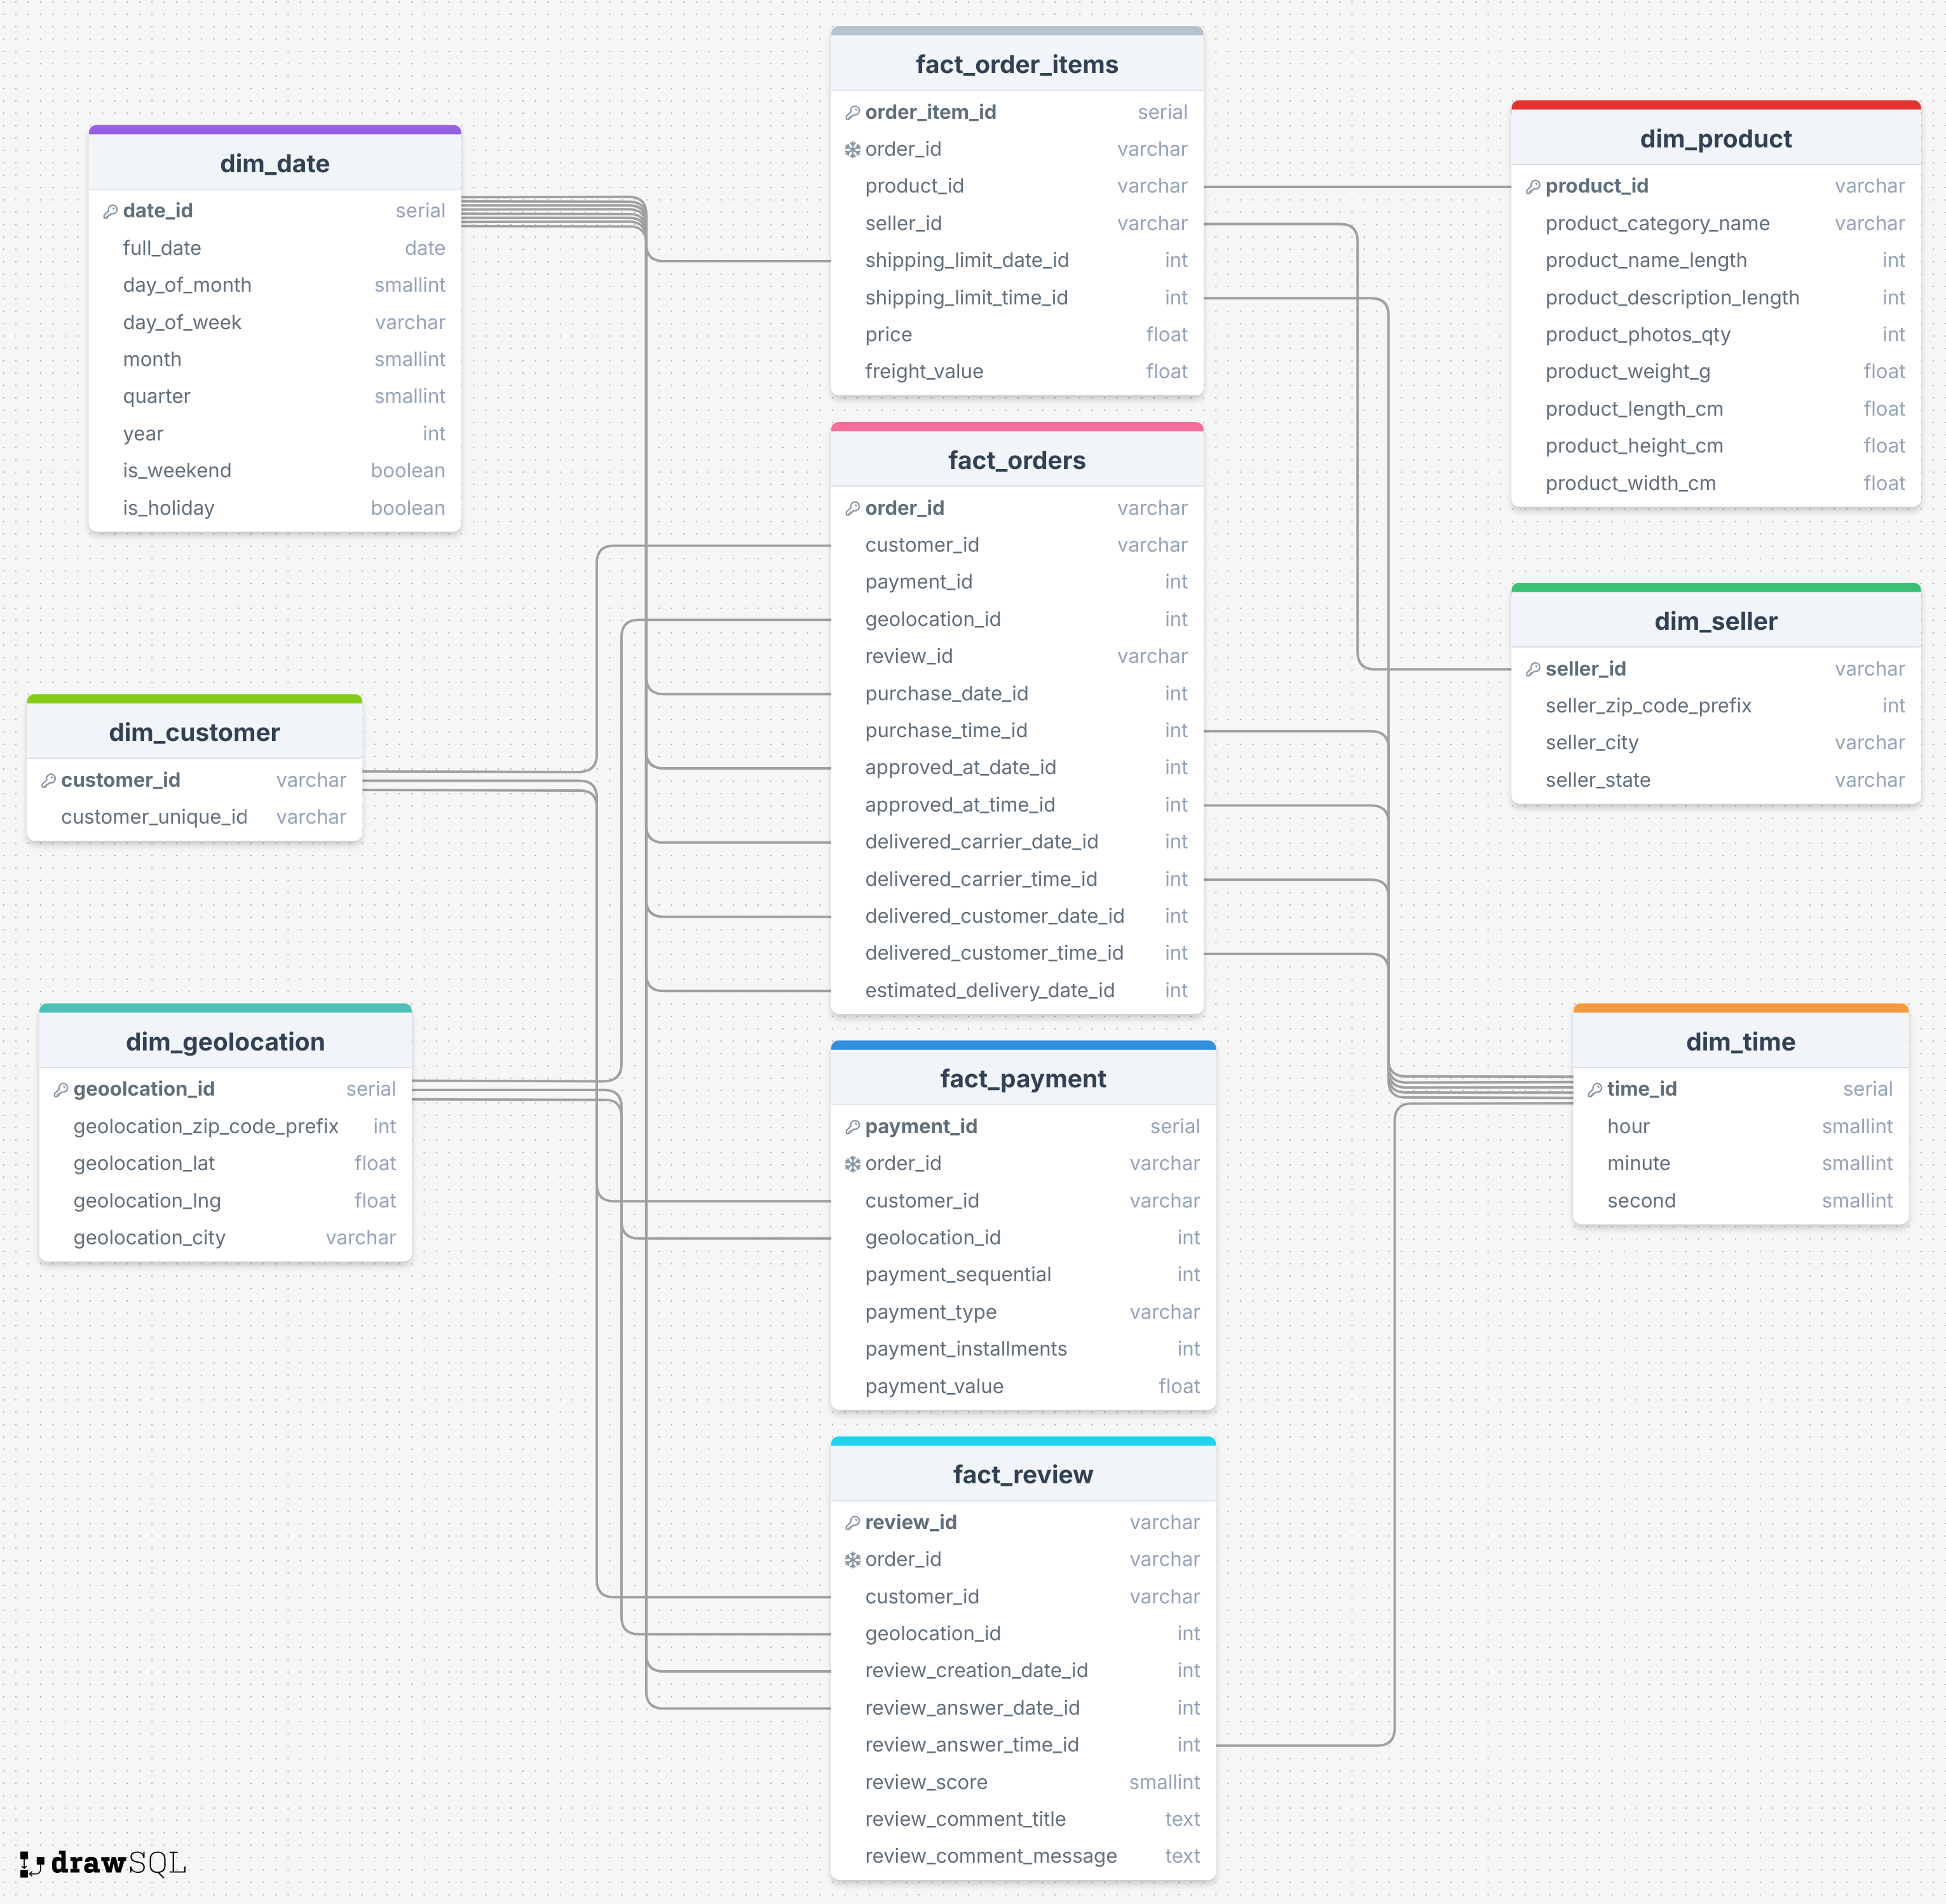 fact_order_items
order_item_id serial
order_id varchar
product_id varchar
seller_id varchar
shipping_limit_date_id int
shipping_limit_time_id int
price float
freight_value float
dim_date
date_id serial
full_date date
day_of_month smallint
day_of_week varchar
month smallint
quarter smallint
year int
is_weekend boolean
is_holiday boolean
dim_product
product_id varchar
product_category_name varchar
product_name_length int
product_description_length int
product_photos_qty int
product_weight_g float
product_length_cm float
product_height_cm float
product_width_cm float
fact_orders
order_id varchar
customer_id varchar
payment_id int
geolocation_id int
review_id varchar
purchase_date_id int
purchase_time_id int
approved_at_date_id int
approved_at_time_id int
delivered_carrier_date_id int
delivered_carrier_time_id int
delivered_customer_date_id int
delivered_customer_time_id int
estimated_delivery_date_id int
dim_seller
seller_id varchar
seller_zip_code_prefix int
seller_city varchar
seller_state varchar
dim_customer
customer_id varchar
customer_unique_id varchar
dim_geolocation
geoolcation_id serial
geolocation_zip_code_prefix int
geolocation_lat float
geolocation_lng float
geolocation_city varchar
fact_payment
payment_id serial
order_id varchar
customer_id varchar
geolocation_id int
payment_sequential int
payment_type varchar
payment_installments int
payment_value float
dim_time
time_id serial
hour smallint
minute smallint
second smallint
fact_review
review_id varchar
order_id varchar
customer_id varchar
geolocation_id int
review_creation_date_id int
review_answer_date_id int
review_answer_time_id int
review_score smallint
review_comment_title text
review_comment_message text
drawSQL